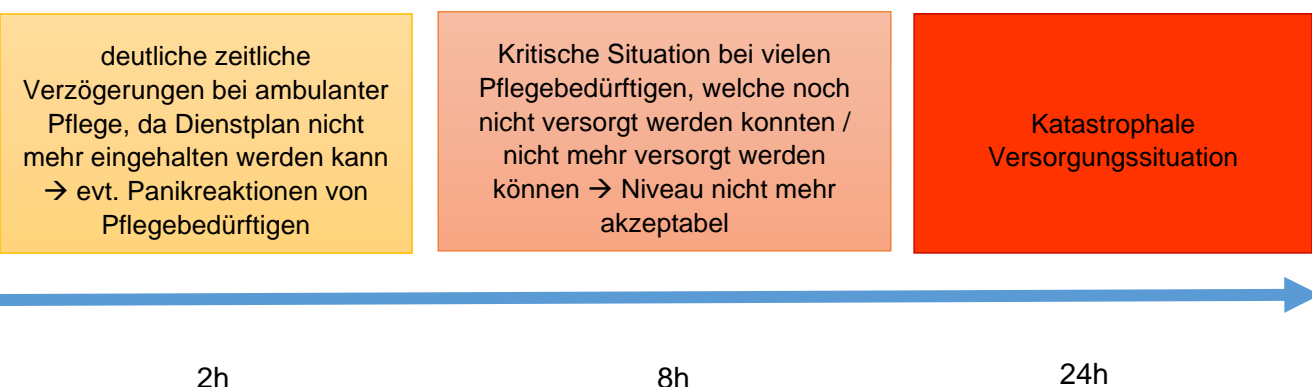 deutliche zeitliche
Verzögerungen bei ambulanter
Pflege, da Dienstplan nicht
mehr eingehalten werden kann
→ evt. Panikreaktionen von
Pflegebedürftigen
Kritische Situation bei vielen
Pflegebedürftigen, welche noch
nicht versorgt werden konnten /
nicht mehr versorgt werden
können → Niveau nicht mehr
akzeptabel
Katastrophale
Versorgungssituation
2h
8h
24h